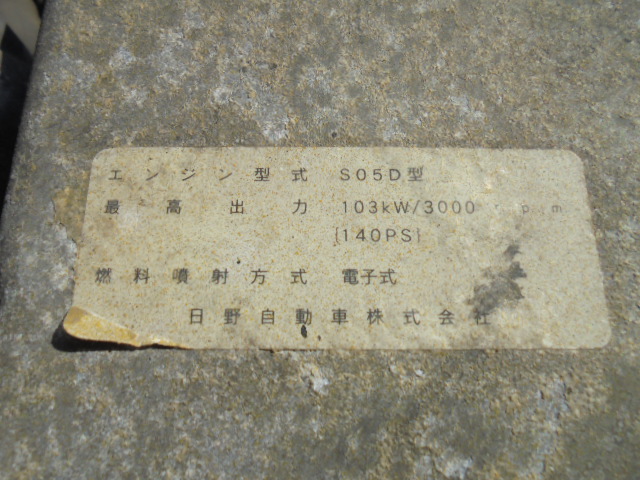 エンジン型式 S05D型
最高出力 103kW/3000rpm
[140PS]
燃料噴射方式 電子式
日野自動車株式会社